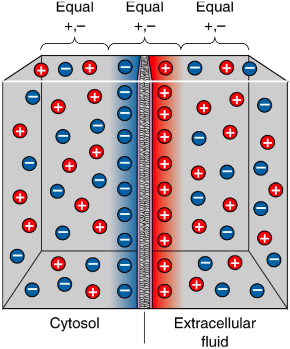 Equal Equal Equal
+,− +,− +,−
Cytosol Extracellular
fluid